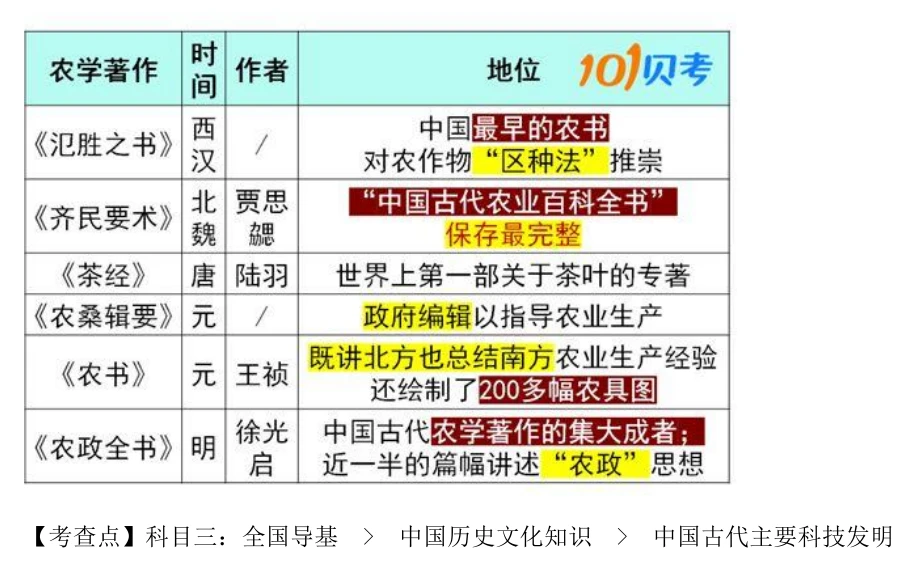 农学著作 时间 作者 地位 101贝考
《氾胜之书》 西汉 / 中国最早的农书
对农作物“区种法”推崇
《齐民要术》 北魏 贾思勰 “中国古代农业百科全书”
保存最完整
《茶经》 唐 陆羽 世界上第一部关于茶叶的专著
《农桑辑要》 元 / 政府编辑以指导农业生产
《农书》 元 王祯 既讲北方也总结南方农业生产经验
还绘制了200多幅农具图
《农政全书》 明 徐光启 中国古代农学著作的集大成者；
近一半的篇幅讲述“农政”思想
【考查点】科目三：全国导基 > 中国历史文化知识 > 中国古代主要科技发明